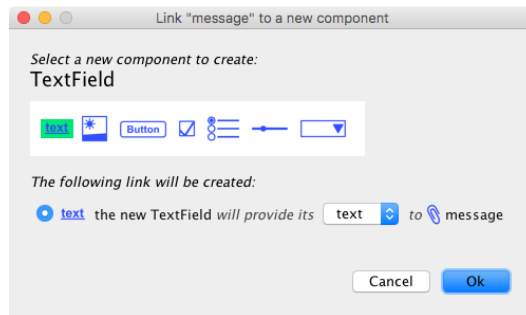 Link "message" to a new component
Select a new component to create:
TextField
text Button
The following link will be created:
text the new TextField will provide its text to message
Cancel Ok